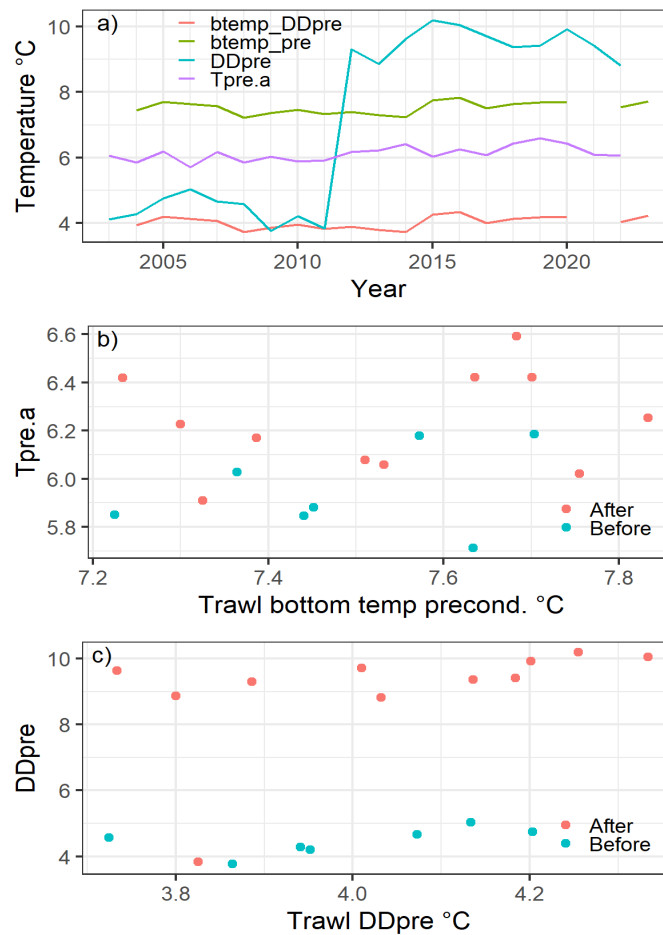 a)
btemp_DDpre
btemp_pre
DDpre
Tpre.a
Temperature °C
10
8
6
4
2005
2010
2015
2020
Year
b)
6.6
6.4
6.2
6.0
5.8
Tpre.a
After
Before
7.2
7.4
7.6
7.8
Trawl bottom temp precond. °C
c)
10
8
6
4
DDpre
After
Before
3.8
4.0
4.2
Trawl DDpre °C